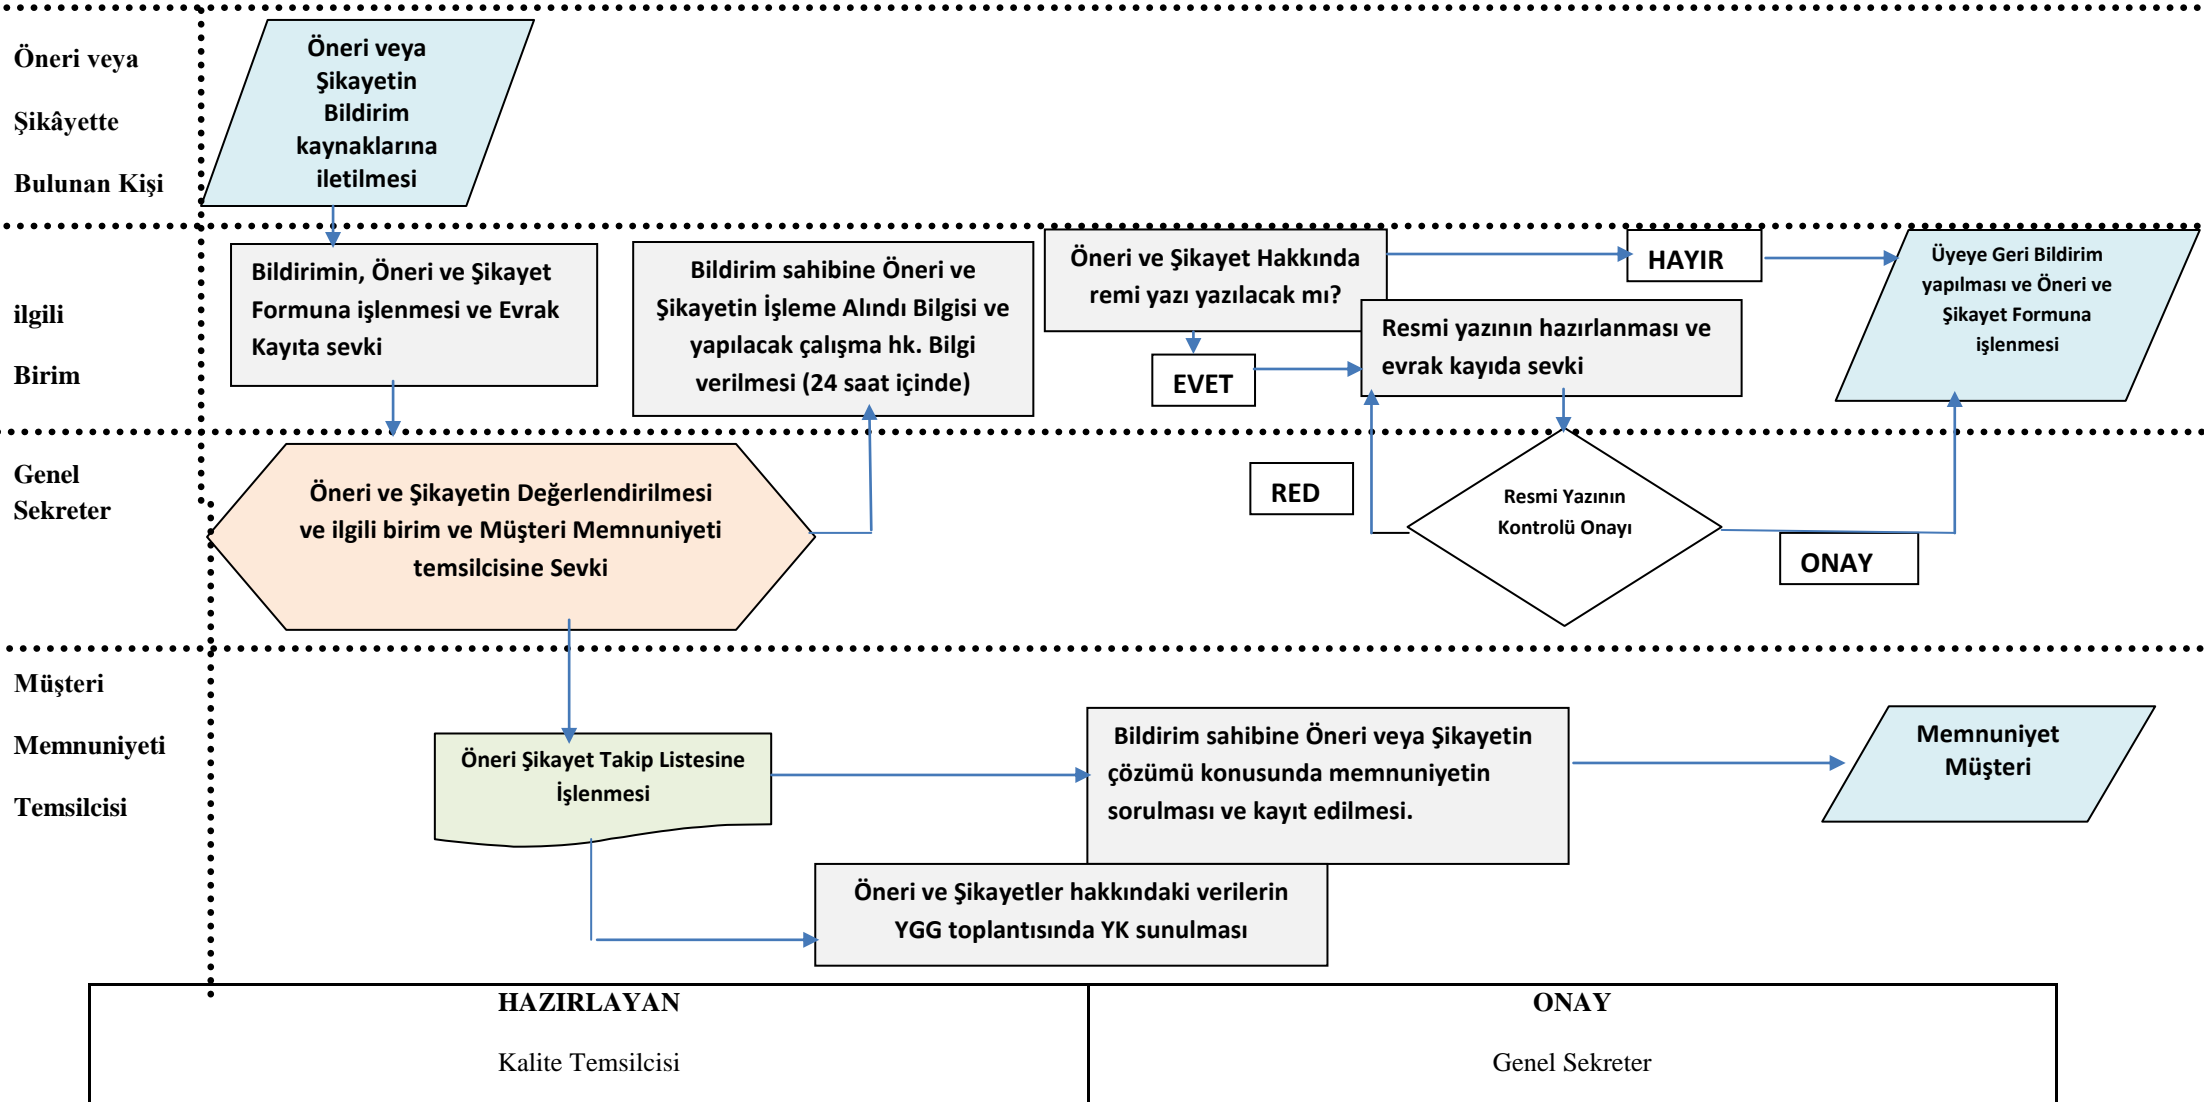 Öneri veya
Şikâyette
Bulunan Kişi
Öneri veya
Şikayetin
Bildirim
kaynaklarına
iletilmesi
ilgili
Birim
Bildirimin, Öneri ve Şikayet
Formuna işlenmesi ve Evrak
Kayıta sevki
Bildirim sahibine Öneri ve
Şikayetin İşleme Alındı Bilgisi ve
yapılacak çalışma hk. Bilgi
verilmesi (24 saat içinde)
Öneri ve Şikayet Hakkında
remi yazı yazılacak mı?
HAYIR
EVET
Resmi yazının hazırlanması ve
evrak kayıda sevki
Üyeye Geri Bildirim
yapılması ve Öneri ve
Şikayet Formuna
işlenmesi
Genel
Sekreter
Öneri ve Şikayetin Değerlendirilmesi
ve ilgili birim ve Müşteri Memnuniyeti
temsilcisine Sevki
RED
Resmi Yazının
Kontrolü Onayı
ONAY
Müşteri
Memnuniyeti
Temsilcisi
Öneri Şikayet Takip Listesine
İşlenmesi
Bildirim sahibine Öneri veya Şikayetin
çözümü konusunda memnuniyetin
sorulması ve kayıt edilmesi.
Memnuniyet
Müşteri
Öneri ve Şikayetler hakkındaki verilerin
YGG toplantısında YK sunulması
HAZIRLAYAN
Kalite Temsilcisi
ONAY
Genel Sekreter